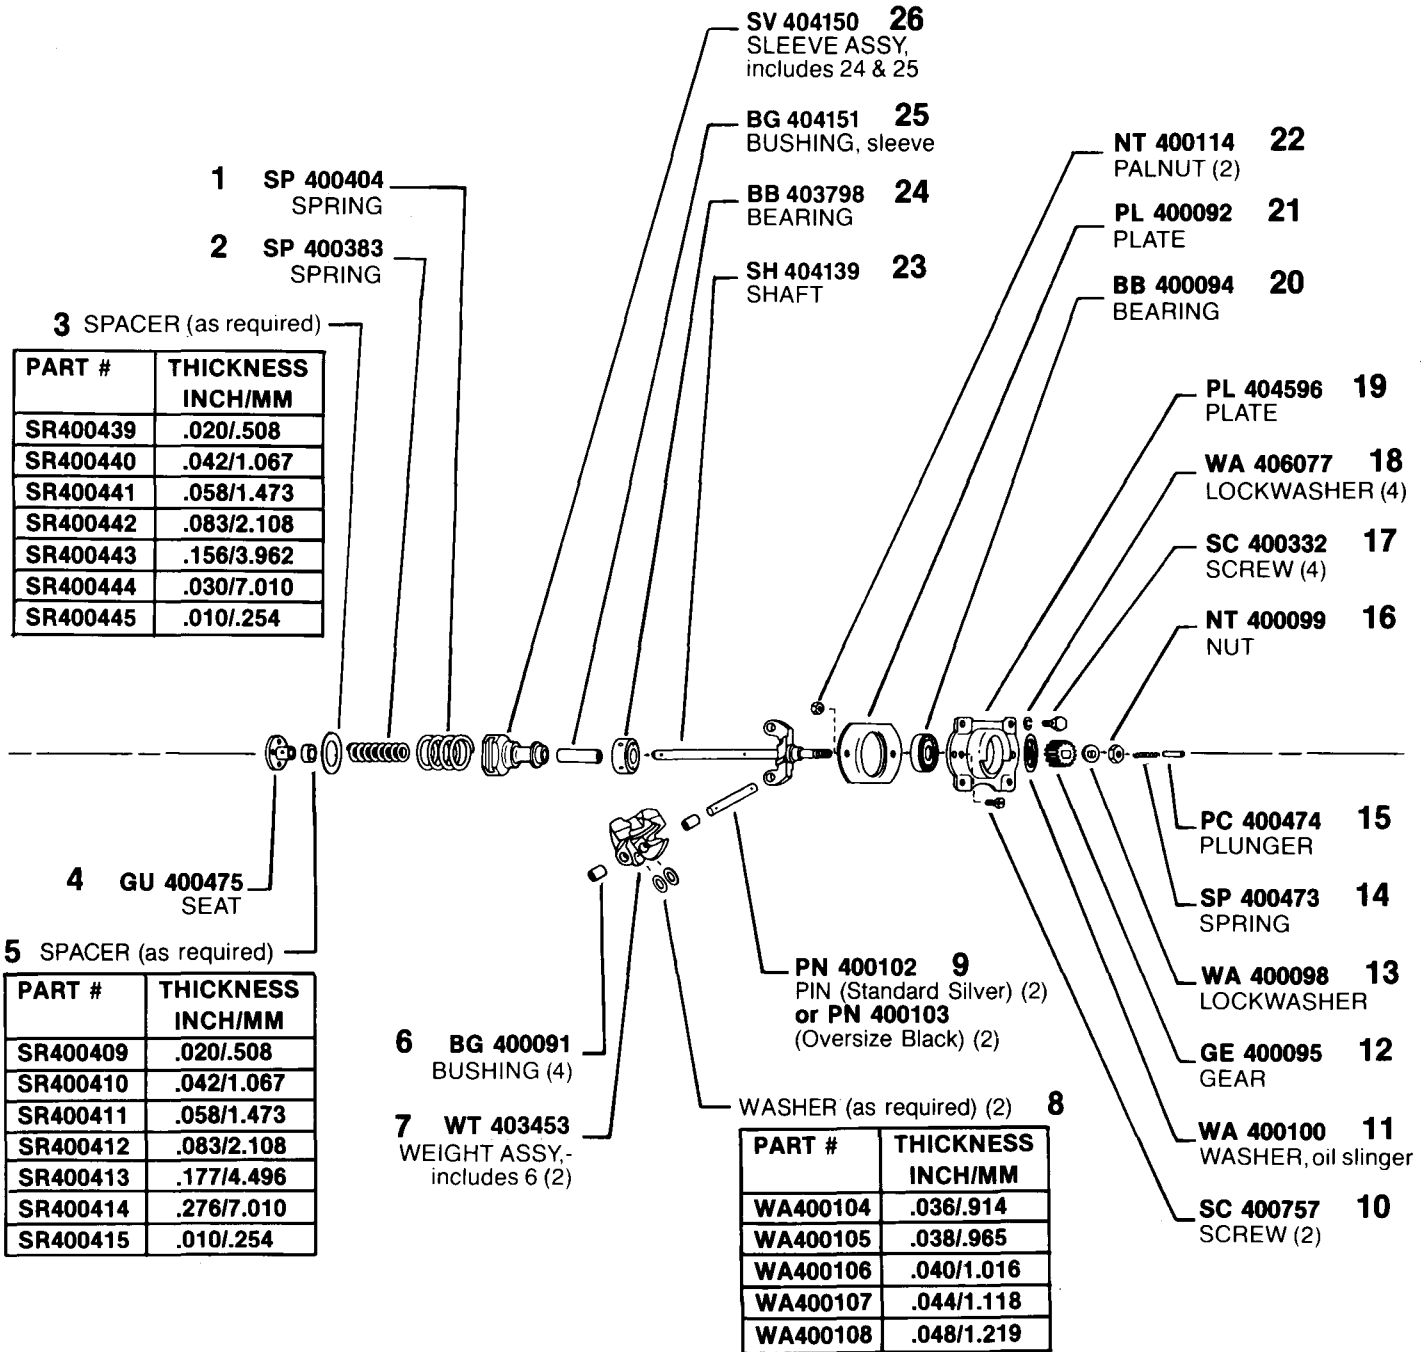 SV 404150 26
SLEEVE ASSY,
includes 24 & 25
BG 404151 25
BUSHING, sleeve
BB 403798 24
BEARING
SH 404139 23
SHAFT
NT 400114 22
PALNUT (2)
PL 400092 21
PLATE
BB 400094 20
BEARING
PL 404596 19
PLATE
WA 406077 18
LOCKWASHER (4)
SC 400332 17
SCREW (4)
NT 400099 16
NUT
PC 400474 15
PLUNGER
SP 400473 14
SPRING
WA 400098 13
LOCKWASHER
GE 400095 12
GEAR
WA 400100 11
WASHER, oil slinger
SC 400757 10
SCREW (2)
1 SP 400404
SPRING
2 SP 400383
SPRING
3 SPACER (as required)
PART # THICKNESS
INCH/MM
SR400439 .020/.508
SR400440 .042/1.067
SR400441 .058/1.473
SR400442 .083/2.108
SR400443 .156/3.962
SR400444 .030/7.010
SR400445 .010/.254
4 GU 400475
SEAT
5 SPACER (as required)
PART # THICKNESS
INCH/MM
SR400409 .020/.508
SR400410 .042/1.067
SR400411 .058/1.473
SR400412 .083/2.108
SR400413 .177/4.496
SR400414 .276/7.010
SR400415 .010/.254
6 BG 400091
BUSHING (4)
7 WT 403453
WEIGHT ASSY,-
includes 6 (2)
PN 400102 9
PIN (Standard Silver) (2)
or PN 400103
(Oversize Black) (2)
WASHER (as required) (2) 8
PART # THICKNESS
INCH/MM
WA400104 .036/.914
WA400105 .038/.965
WA400106 .040/1.016
WA400107 .044/1.118
WA400108 .048/1.219